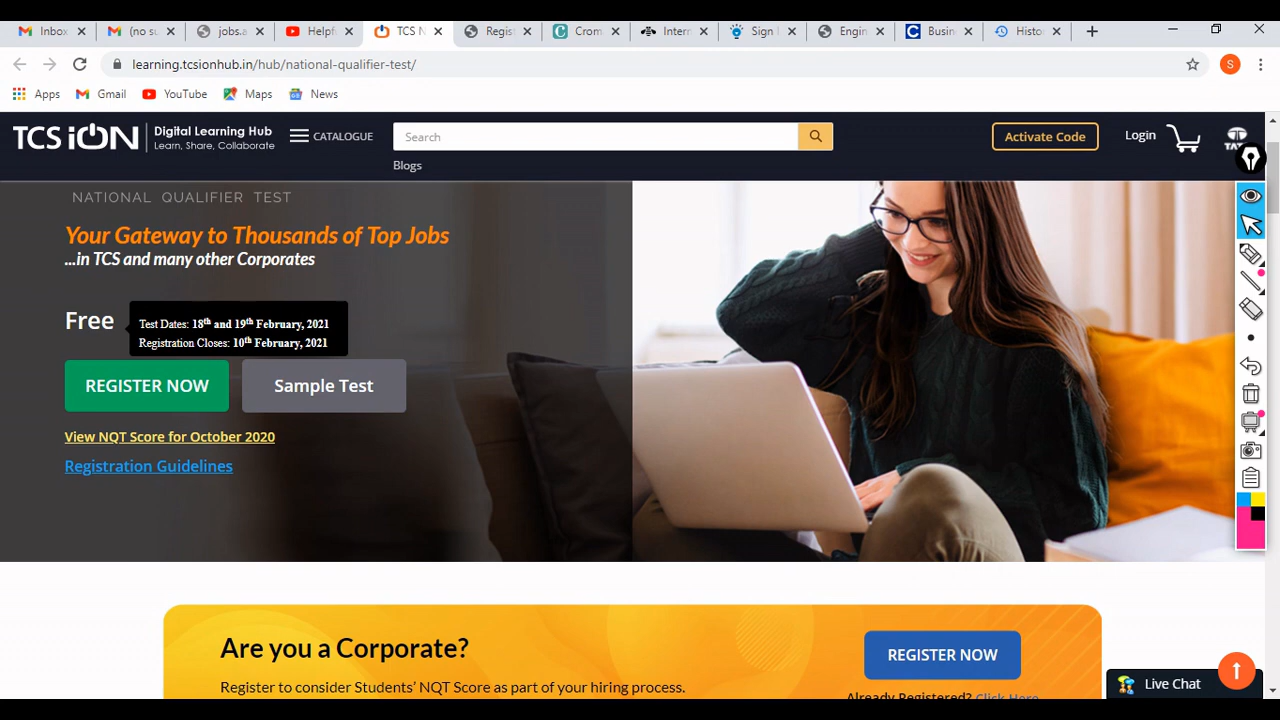 Inbox
(no su
jobs.a
Helpf
TCS N
Regist
Crom
Intern
Sign I
Engin
Busin
Histo
learning.tcsionhub.in/hub/national-qualifier-test/
S
Apps
Gmail
YouTube
Maps
News
TCS iON
Digital Learning Hub
Learn, Share, Collaborate
CATALOGUE
Search
Activate Code
Login
TATA
Blogs
NATIONAL QUALIFIER TEST
Your Gateway to Thousands of Top Jobs
...in TCS and many other Corporates
Free
Test Dates: 18th and 19th February, 2021
Registration Closes: 10th February, 2021
REGISTER NOW
Sample Test
View NQT Score for October 2020
Registration Guidelines
Are you a Corporate?
REGISTER NOW
Register to consider Students' NQT Score as part of your hiring process.
Already Registered? Click Here
Live Chat